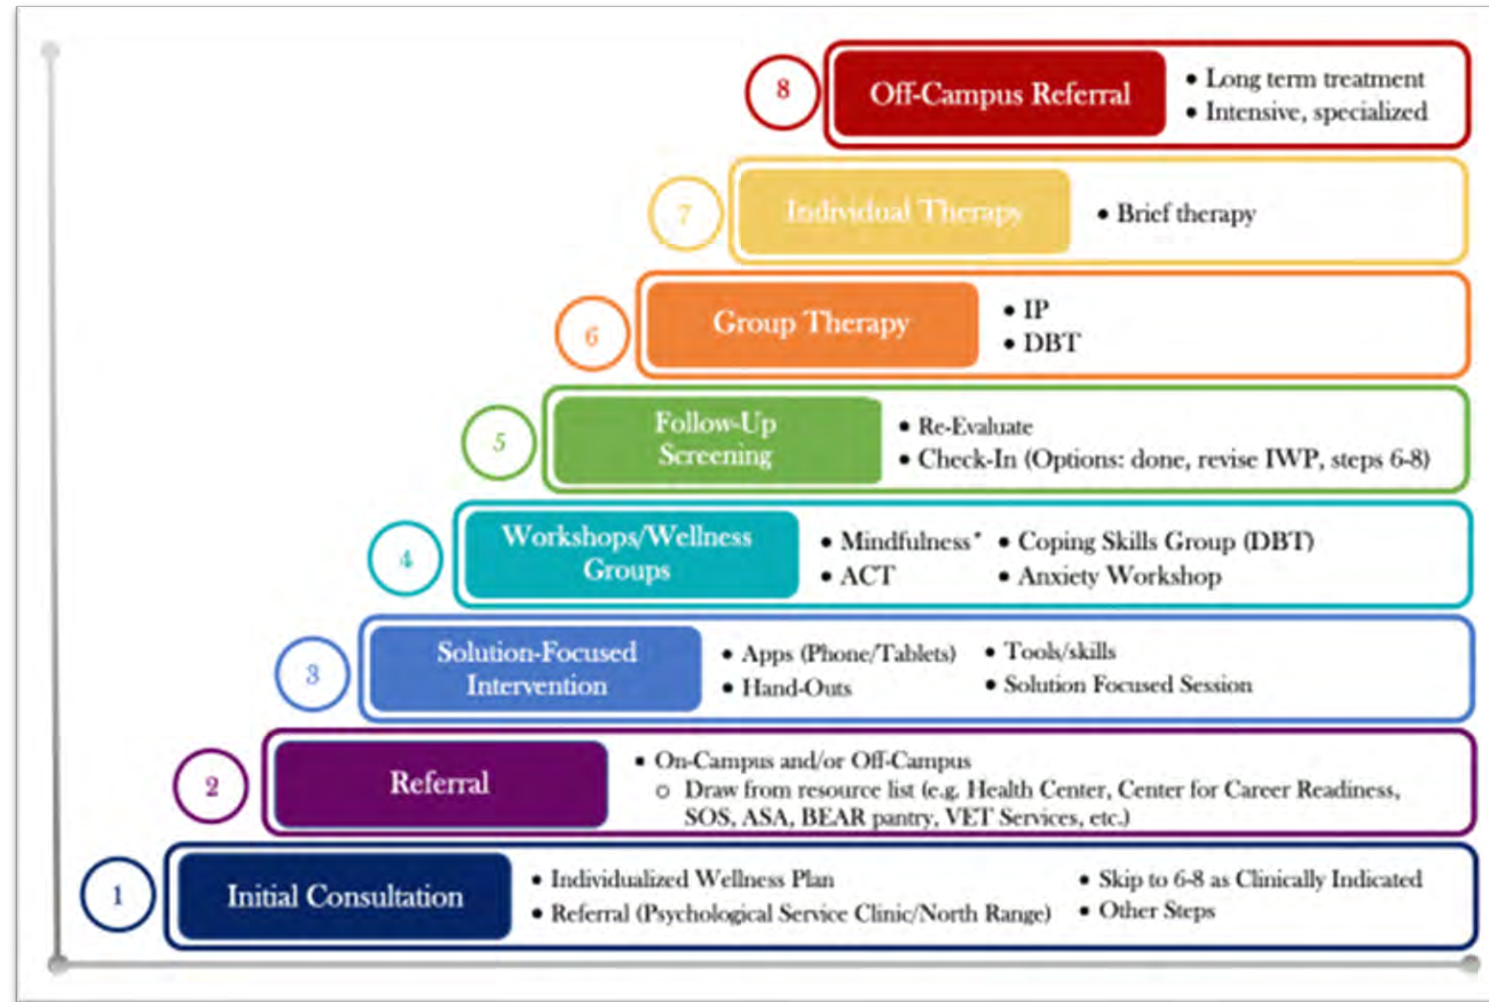 8
Off-Campus Referral
• Long term treatment
• Intensive, specialized
7
Individual Therapy
• Brief therapy
6
Group Therapy
• IP
• DBT
5
Follow-Up
Screening
• Re-Evaluate
• Check-In (Options: done, revise IWP, steps 6-8)
4
Workshops/Wellness
Groups
• Mindfulness* • Coping Skills Group (DBT)
• ACT • Anxiety Workshop
3
Solution-Focused
Intervention
• Apps (Phone/Tablets) • Tools/skills
• Hand-Outs • Solution Focused Session
2
Referral
• On-Campus and/or Off-Campus
o Draw from resource list (e.g. Health Center, Center for Career Readiness,
SOS, ASA, BEAR pantry, VET Services, etc.)
1
Initial Consultation
• Individualized Wellness Plan • Skip to 6-8 as Clinically Indicated
• Referral (Psychological Service Clinic/North Range) • Other Steps